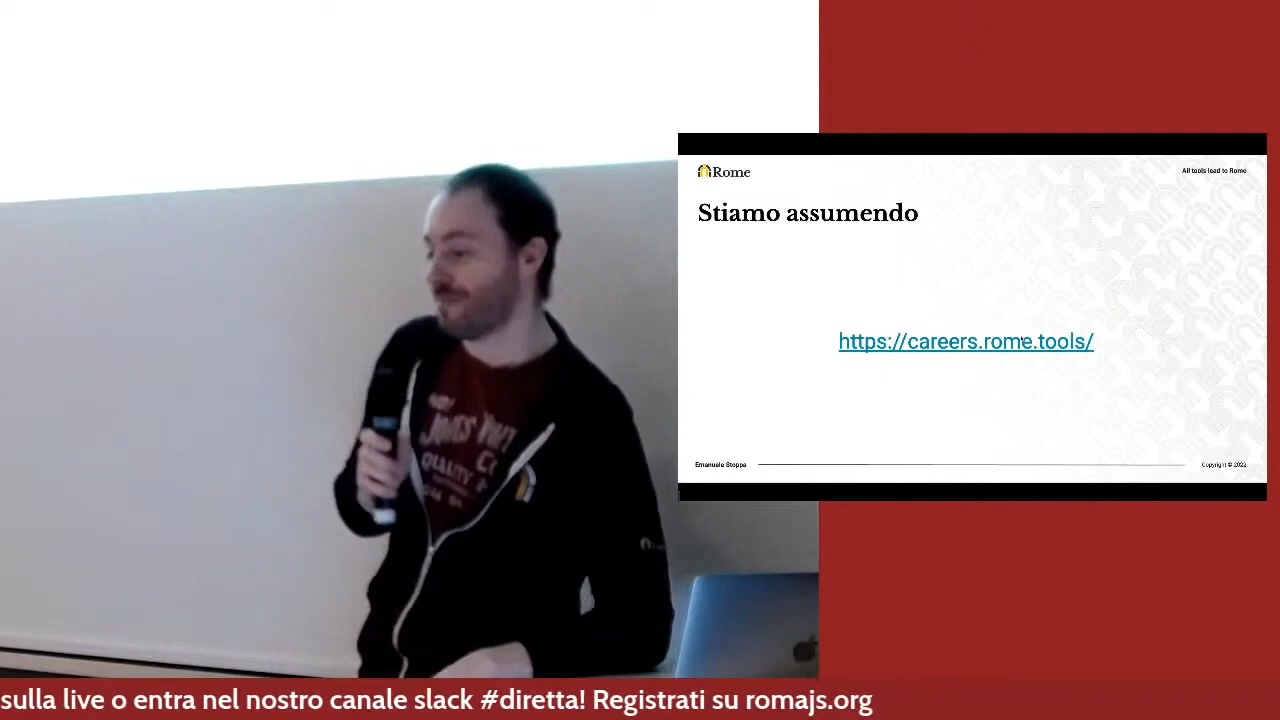 Rome
All tools lead to Rome
Stiamo assumendo
https://careers.rome.tools/
Emanuele Stoppa
Copyright © 2022
QUALITY
sulla live o entra nel nostro canale slack #diretta! Registrati su romajs.org